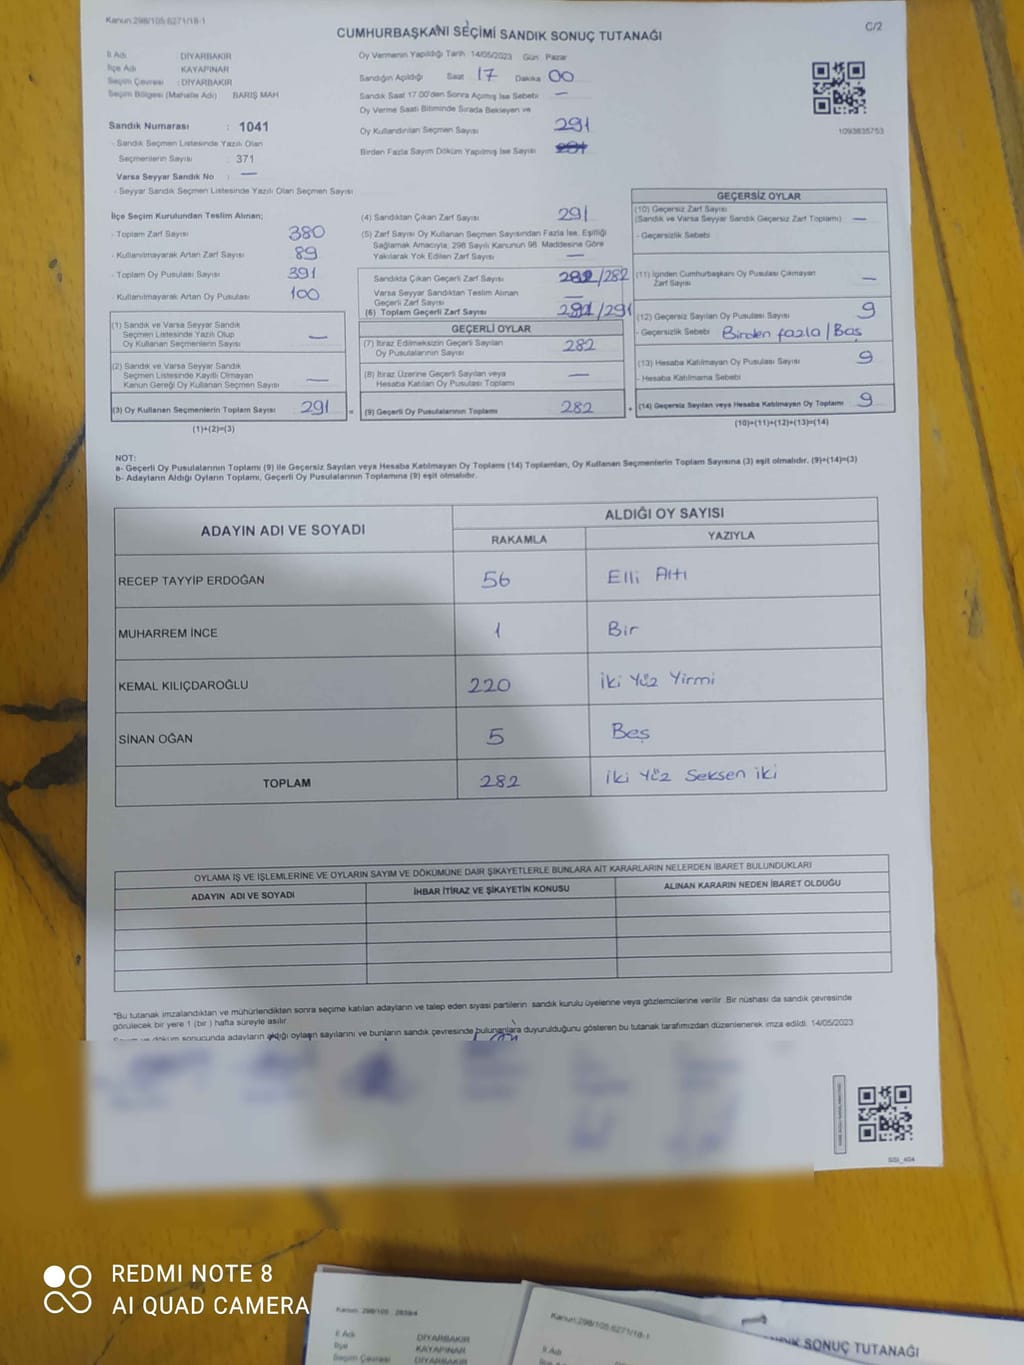 Kanun:298/105;6271/18-1
CUMHURBAŞKANI SEÇİMİ SANDIK SONUÇ TUTANAĞI
C/2
İl Adı : DİYARBAKIR
İlçe Adı : KAYAPINAR
Seçim Çevresi : DİYARBAKIR
Seçim Bölgesi (Mahalle Adı) : BARIŞ MAH
Sandık Numarası : 1041
- Sandık Seçmen Listesinde Yazılı Olan
Seçmenlerin Sayısı : 371
Varsa Seyyar Sandık No : —
- Seyyar Sandık Seçmen Listesinde Yazılı Olan Seçmen Sayısı
Oy Vermenin Yapıldığı Tarih : 14/05/2023 Gün : Pazar
Sandığın Açıldığı Saat 17 Dakika 00
Sandık Saat 17.00'den Sonra Açılmış İse Sebebi : —
Oy Verme Saati Bitiminde Sırada Bekleyen ve
Oy Kullandırılan Seçmen Sayısı 291
Birden Fazla Sayım Döküm Yapılmış İse Sayısı
1093835753
İlçe Seçim Kurulundan Teslim Alınan;
- Toplam Zarf Sayısı 380
- Kullanılmayarak Artan Zarf Sayısı 89
- Toplam Oy Pusulası Sayısı 391
- Kullanılmayarak Artan Oy Pusulası 100
(1) Sandık ve Varsa Seyyar Sandık
Seçmen Listesinde Yazılı Olup
Oy Kullanan Seçmenlerin Sayısı —
(2) Sandık ve Varsa Seyyar Sandık
Seçmen Listesinde Kayıtlı Olmayan
Kanun Gereği Oy Kullanan Seçmen Sayısı —
(3) Oy Kullanan Seçmenlerin Toplam Sayısı 291 =
(1)+(2)=(3)
(4) Sandıktan Çıkan Zarf Sayısı 291
(5) Zarf Sayısı Oy Kullanan Seçmen Sayısından Fazla İse, Eşitliği
Sağlamak Amacıyla; 298 Sayılı Kanunun 98. Maddesine Göre
Yakılarak Yok Edilen Zarf Sayısı —
Sandıkta Çıkan Geçerli Zarf Sayısı 282/282
Varsa Seyyar Sandıktan Teslim Alınan
Geçerli Zarf Sayısı —
(6) Toplam Geçerli Zarf Sayısı 291/291
GEÇERLİ OYLAR
(7) İtiraz Edilmeksizin Geçerli Sayılan
Oy Pusulalarının Sayısı 282
(8) İtiraz Üzerine Geçerli Sayılan veya
Hesaba Katılan Oy Pusulası Toplamı —
(9) Geçerli Oy Pusulalarının Toplamı 282 +
GEÇERSİZ OYLAR
(10) Geçersiz Zarf Sayısı
(Sandık ve Varsa Seyyar Sandık Geçersiz Zarf Toplamı) —
- Geçersizlik Sebebi
(11) İçinden Cumhurbaşkanı Oy Pusulası Çıkmayan
Zarf Sayısı —
(12) Geçersiz Sayılan Oy Pusulası Sayısı 9
- Geçersizlik Sebebi Birden fazla/Boş
(13) Hesaba Katılmayan Oy Pusulası Sayısı 9
- Hesaba Katılmama Sebebi
(14) Geçersiz Sayılan veya Hesaba Katılmayan Oy Toplamı 9
(10)+(11)+(12)+(13)=(14)
NOT:
a- Geçerli Oy Pusulalarının Toplamı (9) ile Geçersiz Sayılan veya Hesaba Katılmayan Oy Toplamı (14) Toplamları, Oy Kullanan Seçmenlerin Toplam Sayısına (3) eşit olmalıdır. (9)+(14)=(3)
b- Adayların Aldığı Oyların Toplamı, Geçerli Oy Pusulalarının Toplamına (9) eşit olmalıdır.
ADAYIN ADI VE SOYADI
ALDIĞI OY SAYISI
RAKAMLA YAZIYLA
RECEP TAYYİP ERDOĞAN 56 Elli Altı
MUHARREM İNCE 1 Bir
KEMAL KILIÇDAROĞLU 220 İki Yüz Yirmi
SİNAN OĞAN 5 Beş
TOPLAM 282 İki Yüz Seksen iki
OYLAMA İŞ VE İŞLEMLERİNE VE OYLARIN SAYIM VE DÖKÜMÜNE DAİR ŞİKAYETLERLE BUNLARA AİT KARARLARIN NELERDEN İBARET BULUNDUKLARI
ADAYIN ADI VE SOYADI İHBAR İTİRAZ VE ŞİKAYETİN KONUSU ALINAN KARARIN NEDEN İBARET OLDUĞU
*Bu tutanak imzalandıktan ve mühürlendikten sonra seçime katılan adayların ve talep eden siyasi partilerin sandık kurulu üyelerine veya gözlemcilerine verilir. Bir nüshası da sandık çevresinde
görülecek bir yere 1 (bir) hafta süreyle asılır.
sonucunda adayların aldığı oyların sayılarını ve bunların sandık çevresinde bulunanlara duyurulduğunu gösteren bu tutanak tarafımızdan düzenlenerek imza edildi. 14/05/2023
REDMI NOTE 8
AI QUAD CAMERA
İl Adı DİYARBAKIR
İlçe KAYAPINAR
Seçim Çevresi DİYARBAKIR
Kanun:298/105;6271/18-1
SONUÇ TUTANAĞI
İl Adı